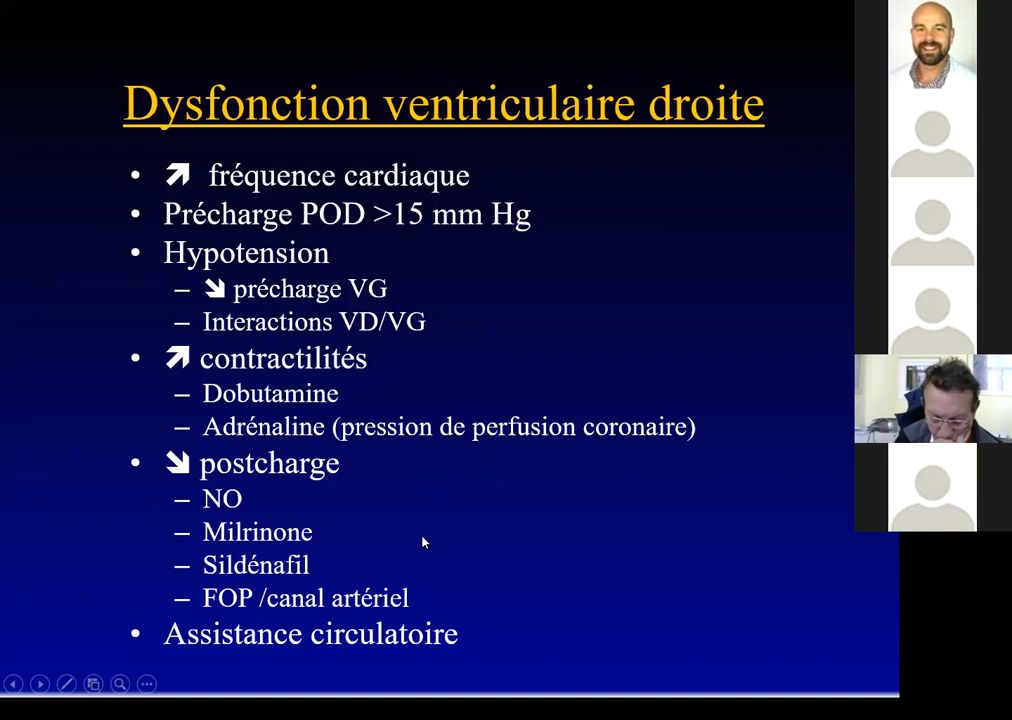 Dysfonction ventriculaire droite
• ↗ fréquence cardiaque
• Précharge POD >15 mm Hg
• Hypotension
– ↘ précharge VG
– Interactions VD/VG
• ↗ contractilités
– Dobutamine
– Adrénaline (pression de perfusion coronaire)
• ↘ postcharge
– NO
– Milrinone
– Sildénafil
– FOP /canal artériel
• Assistance circulatoire